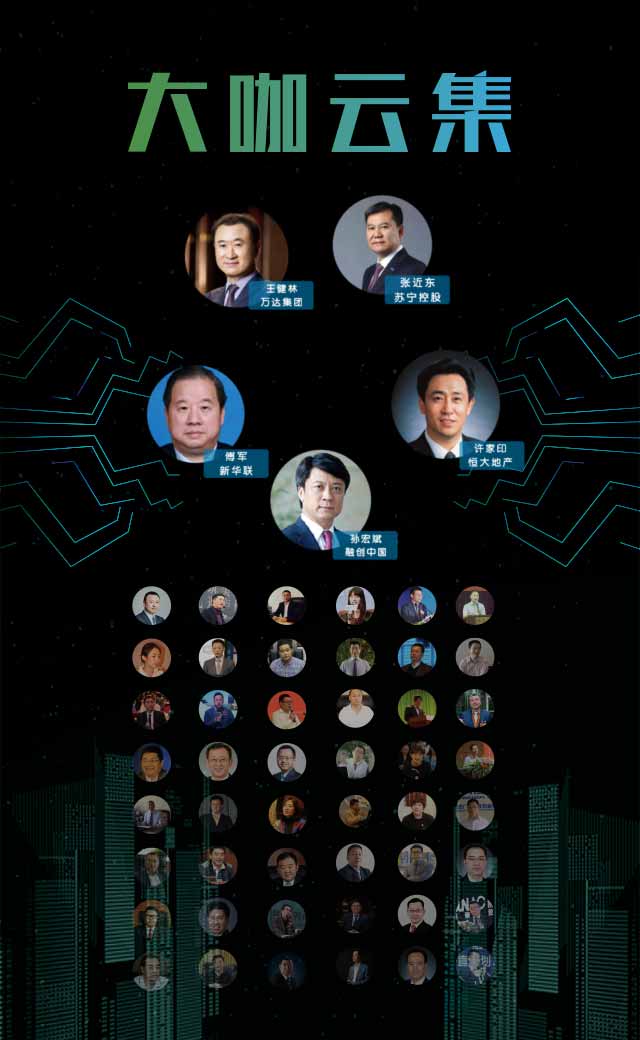 大咖云集
王健林
万达集团
张近东
苏宁控股
傅军
新华联
许家印
恒大地产
孙宏斌
融创中国